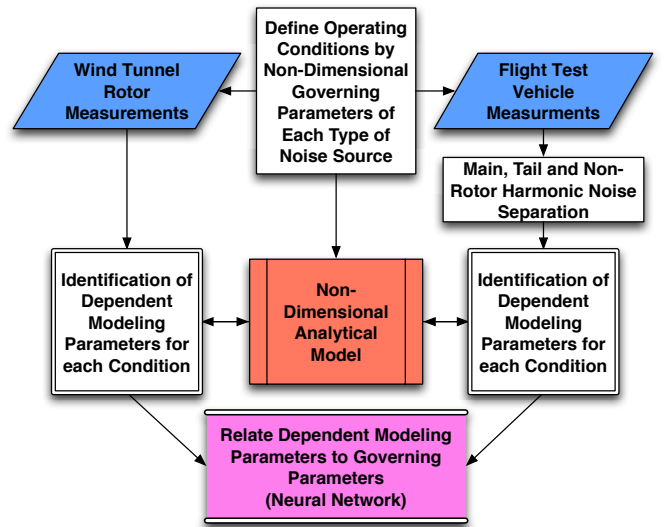 Define Operating
Conditions by
Non-Dimensional
Governing
Parameters of
Each Type of
Noise Source
Wind Tunnel
Rotor
Measurements
Flight Test
Vehicle
Measurments
Main, Tail and Non-
Rotor Harmonic Noise
Separation
Identification of
Dependent
Modeling
Parameters for
each Condition
Non-
Dimensional
Analytical
Model
Identification of
Dependent
Modeling
Parameters for
each Condition
Relate Dependent Modeling
Parameters to Governing
Parameters
(Neural Network)